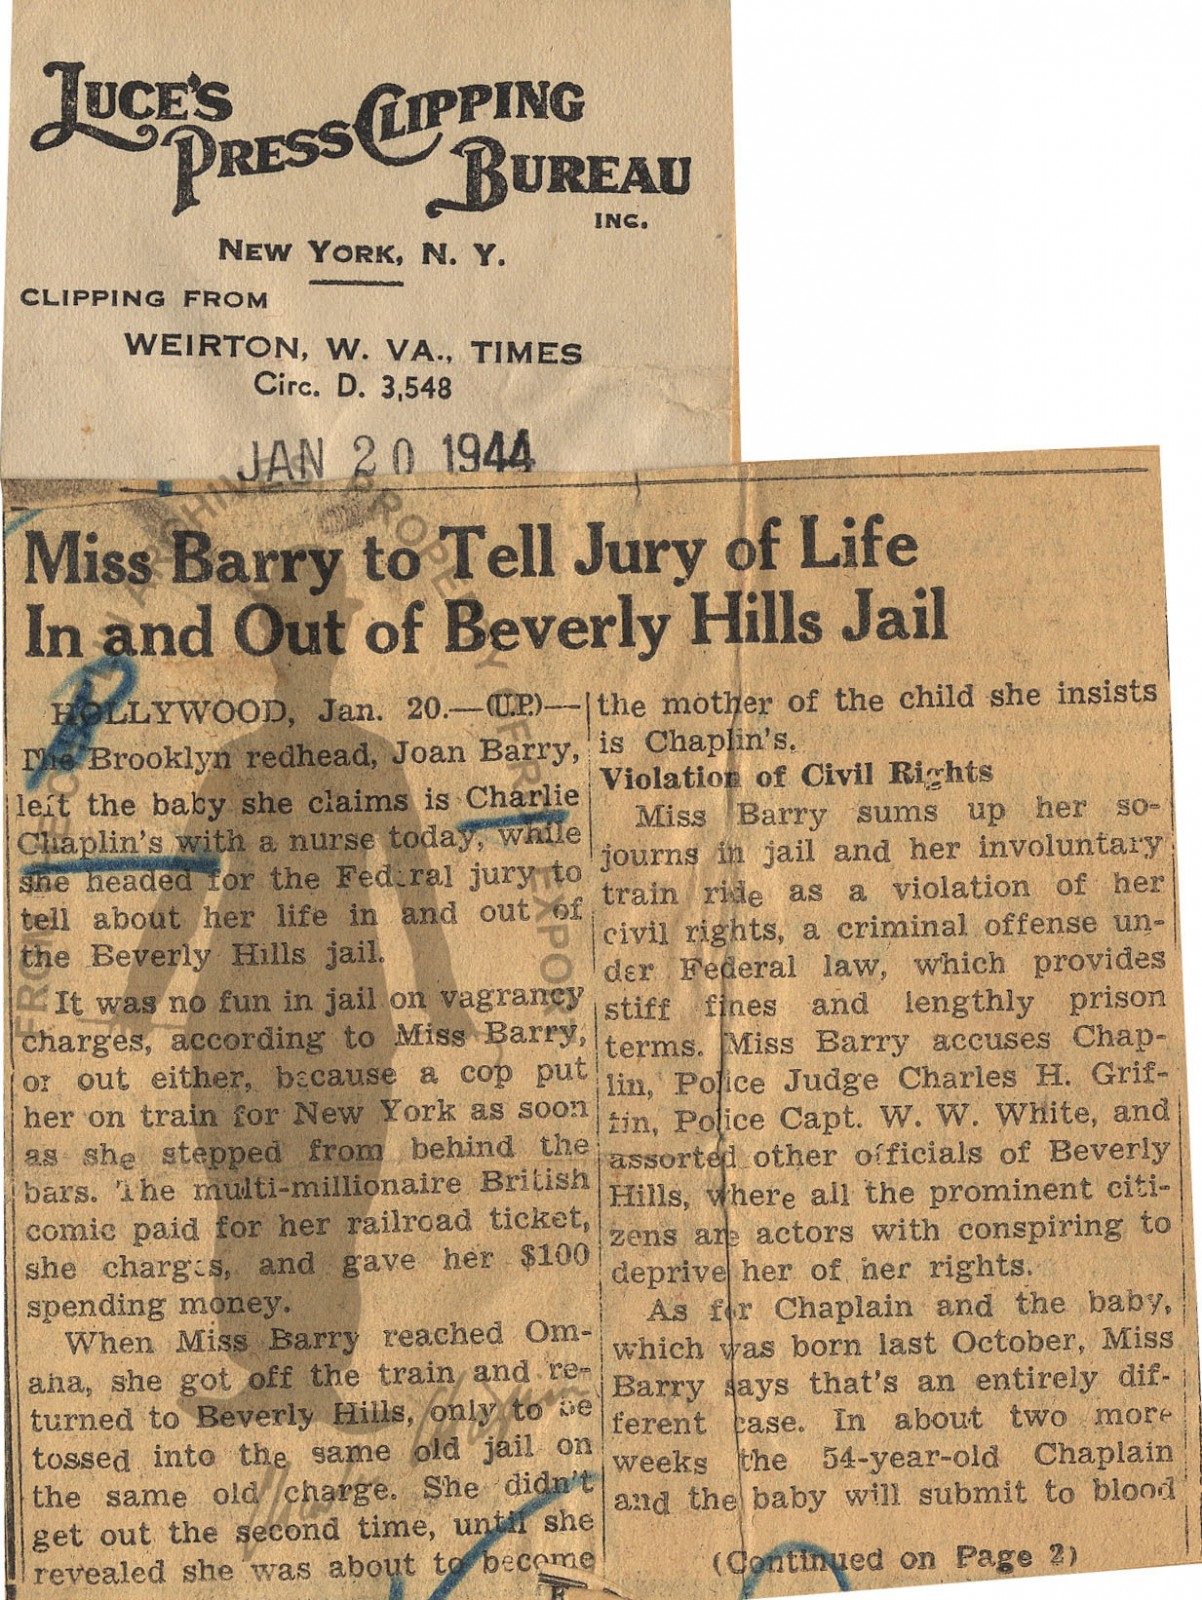 LUCE'S
PRESS CLIPPING
BUREAU
INC.
NEW YORK, N. Y.
CLIPPING FROM
WEIRTON, W. VA., TIMES
Circ. D. 3,548
JAN 20 1944
Miss Barry to Tell Jury of Life
In and Out of Beverly Hills Jail
HOLLYWOOD, Jan. 20.—(U.P.)—
The Brooklyn redhead, Joan Barry,
left the baby she claims is Charlie
Chaplin's with a nurse today, while
she headed for the Federal jury to
tell about her life in and out of
the Beverly Hills jail.
It was no fun in jail on vagrancy
charges, according to Miss Barry,
or out either, because a cop put
her on train for New York as soon
as she stepped from behind the
bars. The multi-millionaire British
comic paid for her railroad ticket,
she charges, and gave her $100
spending money.
When Miss Barry reached Om-
aha, she got off the train and re-
turned to Beverly Hills, only to be
tossed into the same old jail on
the same old charge. She didn't
get out the second time, until she
revealed she was about to become
the mother of the child she insists
is Chaplin's.
Violation of Civil Rights
Miss Barry sums up her so-
journs in jail and her involuntary
train ride as a violation of her
civil rights, a criminal offense un-
der Federal law, which provides
stiff fines and lengthly prison
terms. Miss Barry accuses Chap-
lin, Police Judge Charles H. Grif-
fin, Police Capt. W. W. White, and
assorted other officials of Beverly
Hills, where all the prominent citi-
zens are actors with conspiring to
deprive her of her rights.
As for Chaplain and the baby,
which was born last October, Miss
Barry says that's an entirely dif-
ferent case. In about two more
weeks the 54-year-old Chaplain
and the baby will submit to blood
(Continued on Page 2)